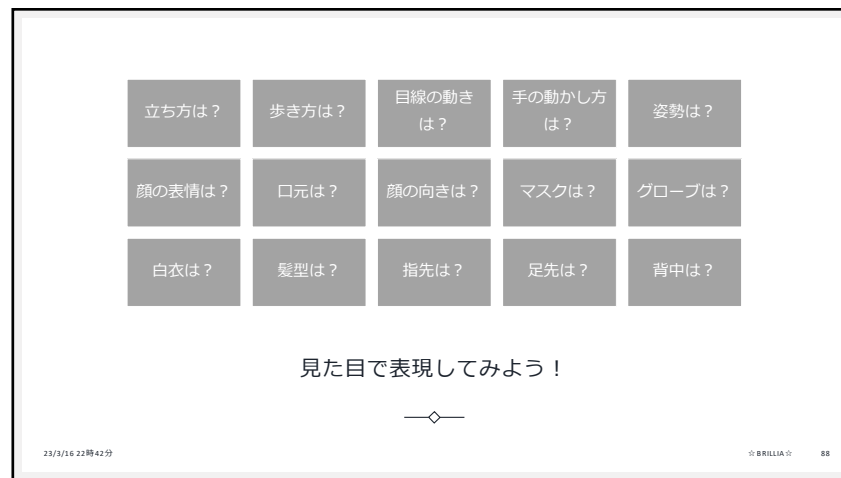 立ち方は？
歩き方は？
目線の動き
は？
手の動かし方
は？
姿勢は？
顔の表情は？
口元は？
顔の向きは？
マスクは？
グローブは？
白衣は？
髪型は？
指先は？
足先は？
背中は？
見た目で表現してみよう！
23/3/16 22時42分
☆BRILLIA☆
88